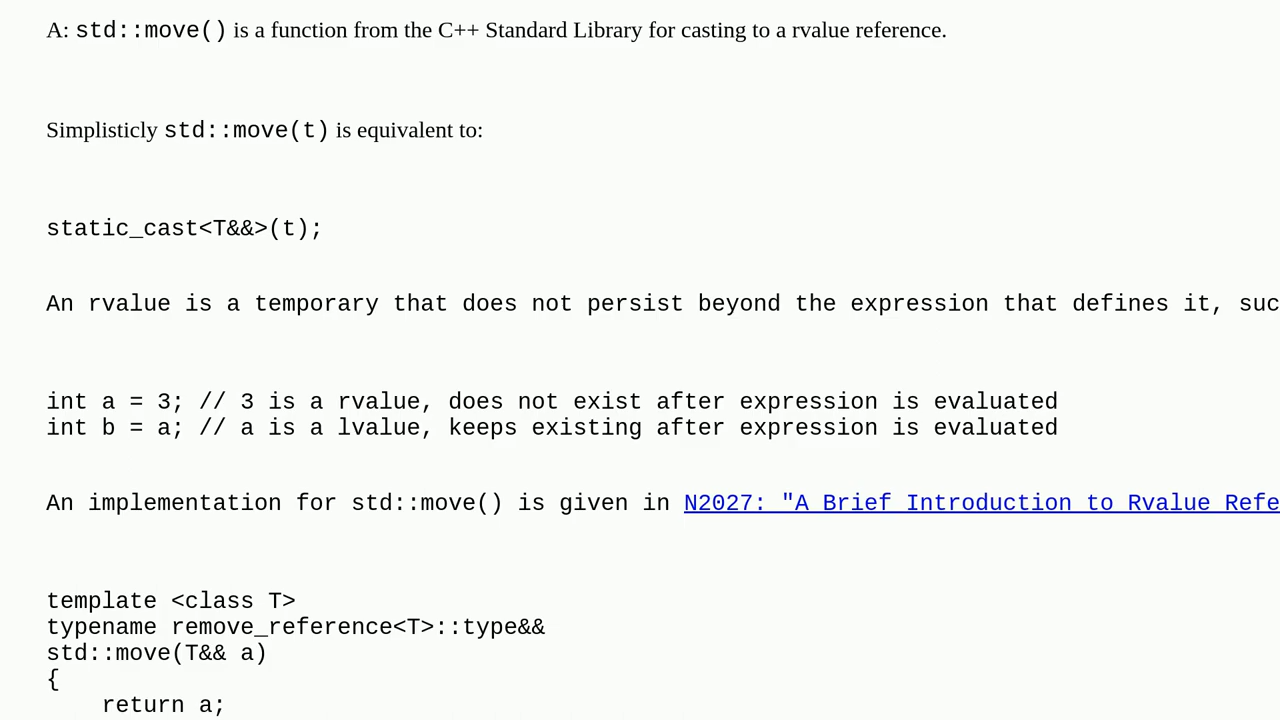 A: std::move() is a function from the C++ Standard Library for casting to a rvalue reference.
Simplisticly std::move(t) is equivalent to:
static_cast<T&&>(t);
An rvalue is a temporary that does not persist beyond the expression that defines it, suc
int a = 3; // 3 is a rvalue, does not exist after expression is evaluated
int b = a; // a is a lvalue, keeps existing after expression is evaluated
An implementation for std::move() is given in N2027: "A Brief Introduction to Rvalue Refe
template <class T>
typename remove_reference<T>::type&&
std::move(T&& a)
{
    return a;